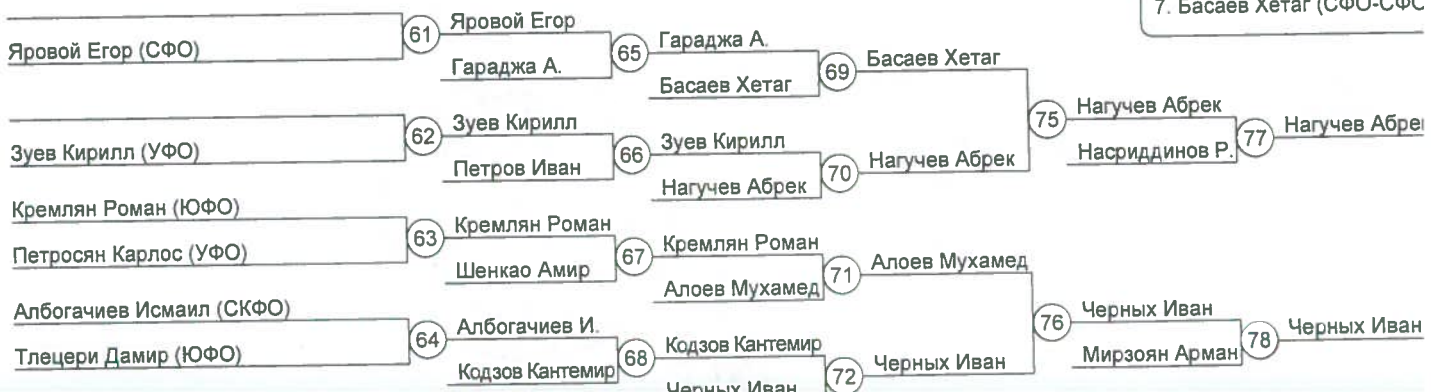 7. Басаев Хетаг (СФО-СФО
61 Яровой Егор
Яровой Егор (СФО)
Гараджа А.
65 Гараджа А.
Басаев Хетаг
69 Басаев Хетаг
62 Зуев Кирилл
Зуев Кирилл (УФО)
Петров Иван
66 Зуев Кирилл
Нагучев Абрек
70 Нагучев Абрек
75 Нагучев Абрек
Насриддинов Р.
77 Нагучев Абре
Кремлян Роман (ЮФО)
Петросян Карлос (УФО)
63 Кремлян Роман
Шенкао Амир
67 Кремлян Роман
Алоев Мухамед
71 Алоев Мухамед
Албогачиев Исмаил (СКФО)
Тлецери Дамир (ЮФО)
64 Албогачиев И.
Кодзов Кантемир
68 Кодзов Кантемир
Черных Иван
72 Черных Иван
76 Черных Иван
Мирзоян Арман
78 Черных Иван